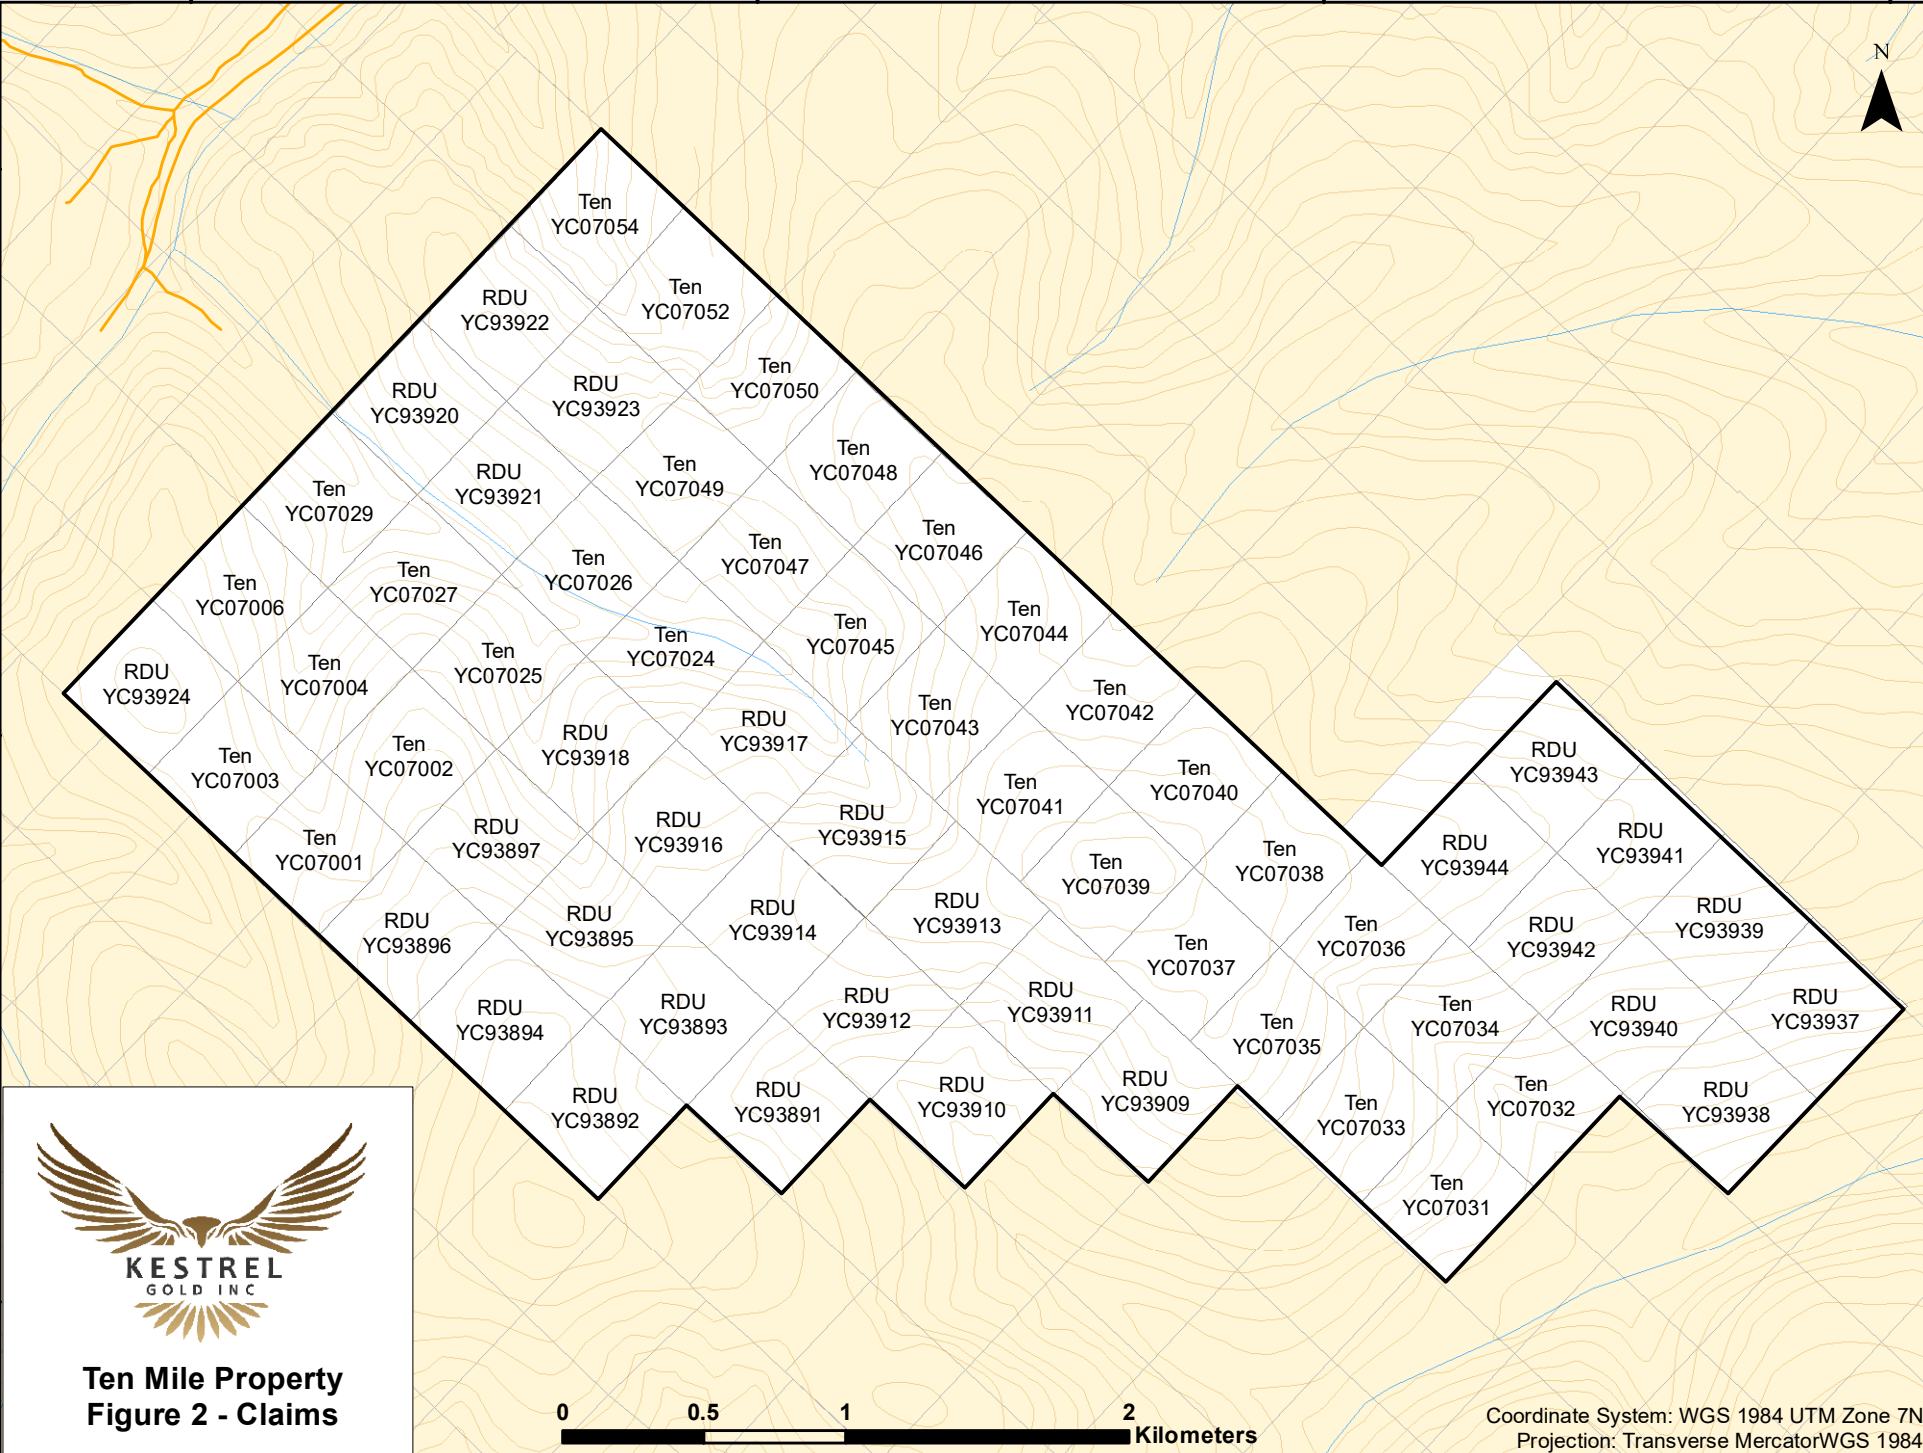 N
Ten
YC07054
Ten
YC07052
RDU
YC93922
Ten
YC07050
RDU
YC93923
RDU
YC93920
Ten
YC07048
Ten
YC07049
RDU
YC93921
Ten
YC07029
Ten
YC07046
Ten
YC07047
Ten
YC07026
Ten
YC07027
Ten
YC07006
Ten
YC07044
Ten
YC07045
Ten
YC07024
Ten
YC07025
Ten
YC07004
RDU
YC93924
Ten
YC07042
Ten
YC07043
RDU
YC93917
RDU
YC93918
Ten
YC07002
Ten
YC07003
RDU
YC93943
Ten
YC07040
Ten
YC07041
RDU
YC93915
RDU
YC93916
RDU
YC93897
Ten
YC07001
RDU
YC93941
RDU
YC93944
Ten
YC07038
Ten
YC07039
RDU
YC93913
RDU
YC93914
RDU
YC93895
RDU
YC93896
RDU
YC93939
RDU
YC93942
Ten
YC07036
Ten
YC07037
RDU
YC93911
RDU
YC93912
RDU
YC93893
RDU
YC93894
RDU
YC93937
RDU
YC93940
Ten
YC07034
Ten
YC07035
RDU
YC93909
RDU
YC93910
RDU
YC93891
RDU
YC93892
RDU
YC93938
Ten
YC07032
Ten
YC07033
Ten
YC07031
KESTREL
GOLD INC
Ten Mile Property
Figure 2 - Claims
0 0.5 1 2
Kilometers
Coordinate System: WGS 1984 UTM Zone 7N
Projection: Transverse MercatorWGS 1984